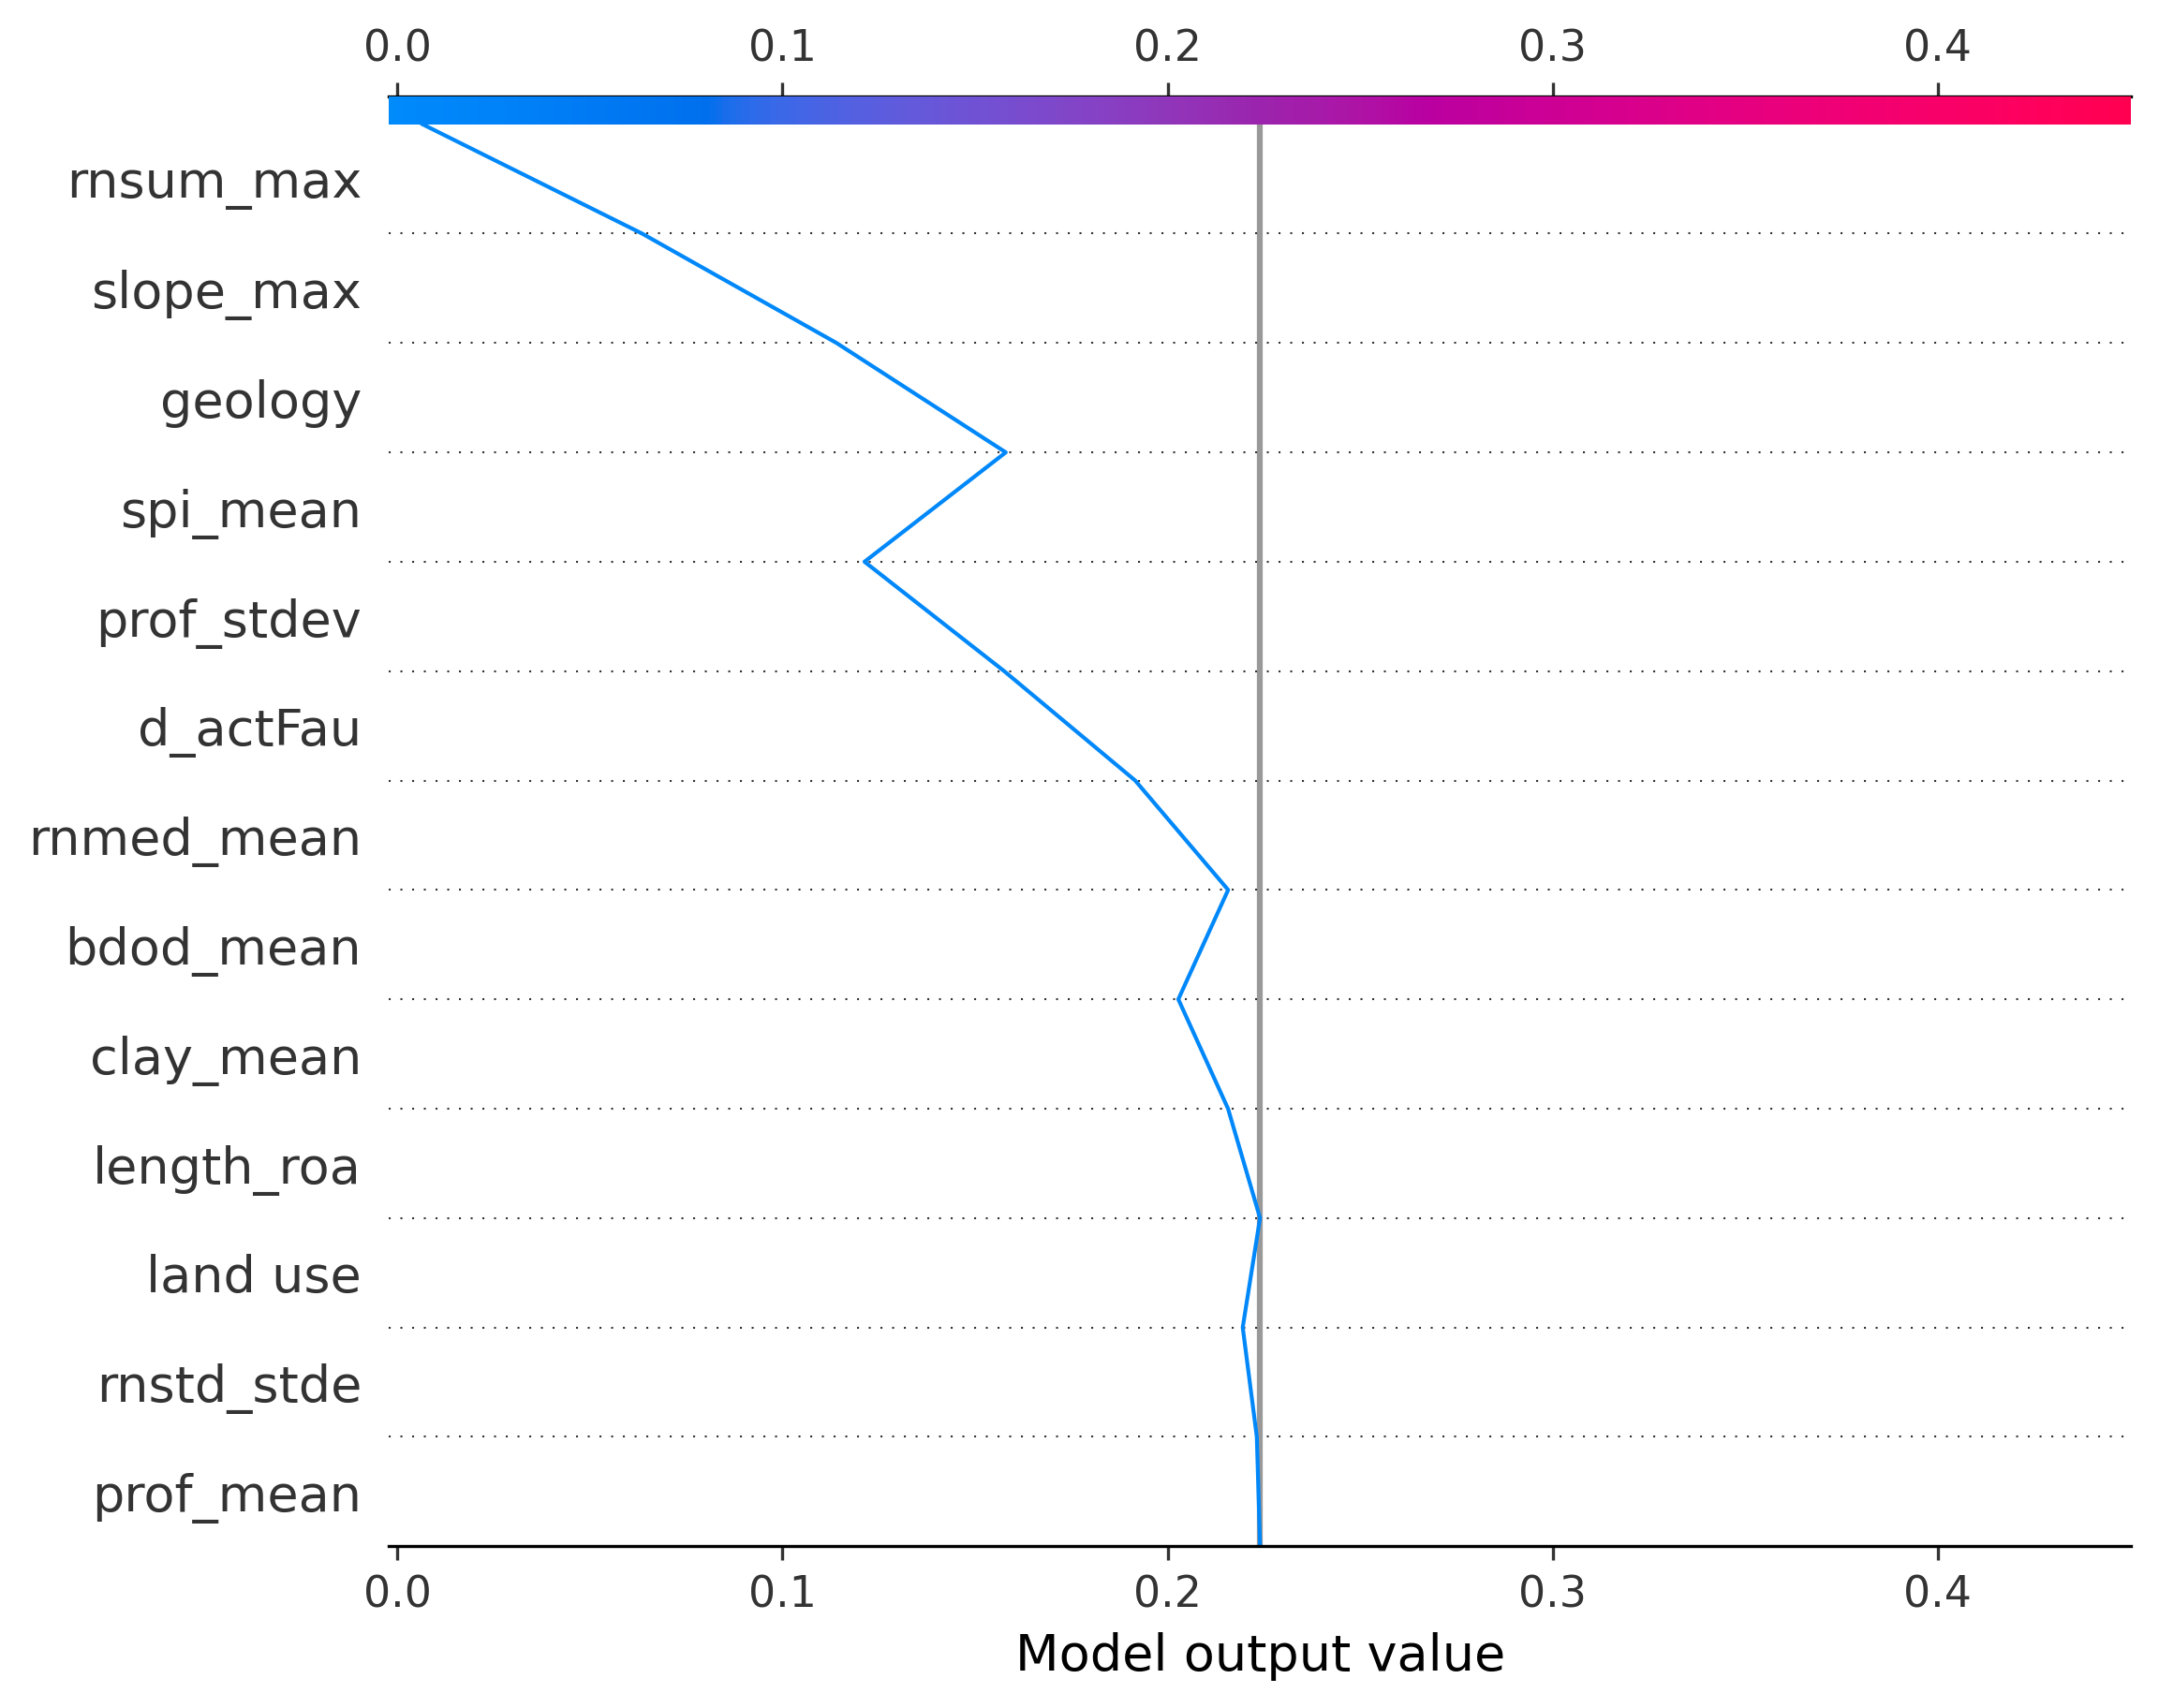 0.0 0.1 0.2 0.3 0.4
rnsum_max
slope_max
geology
spi_mean
prof_stdev
d_actFau
rnmed_mean
bdod_mean
clay_mean
length_roa
land use
rnstd_stde
prof_mean
0.0 0.1 0.2 0.3 0.4
Model output value